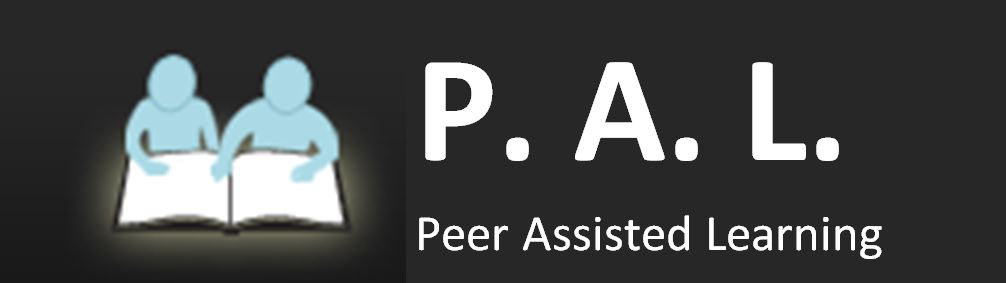 P. A. L.
Peer Assisted Learning